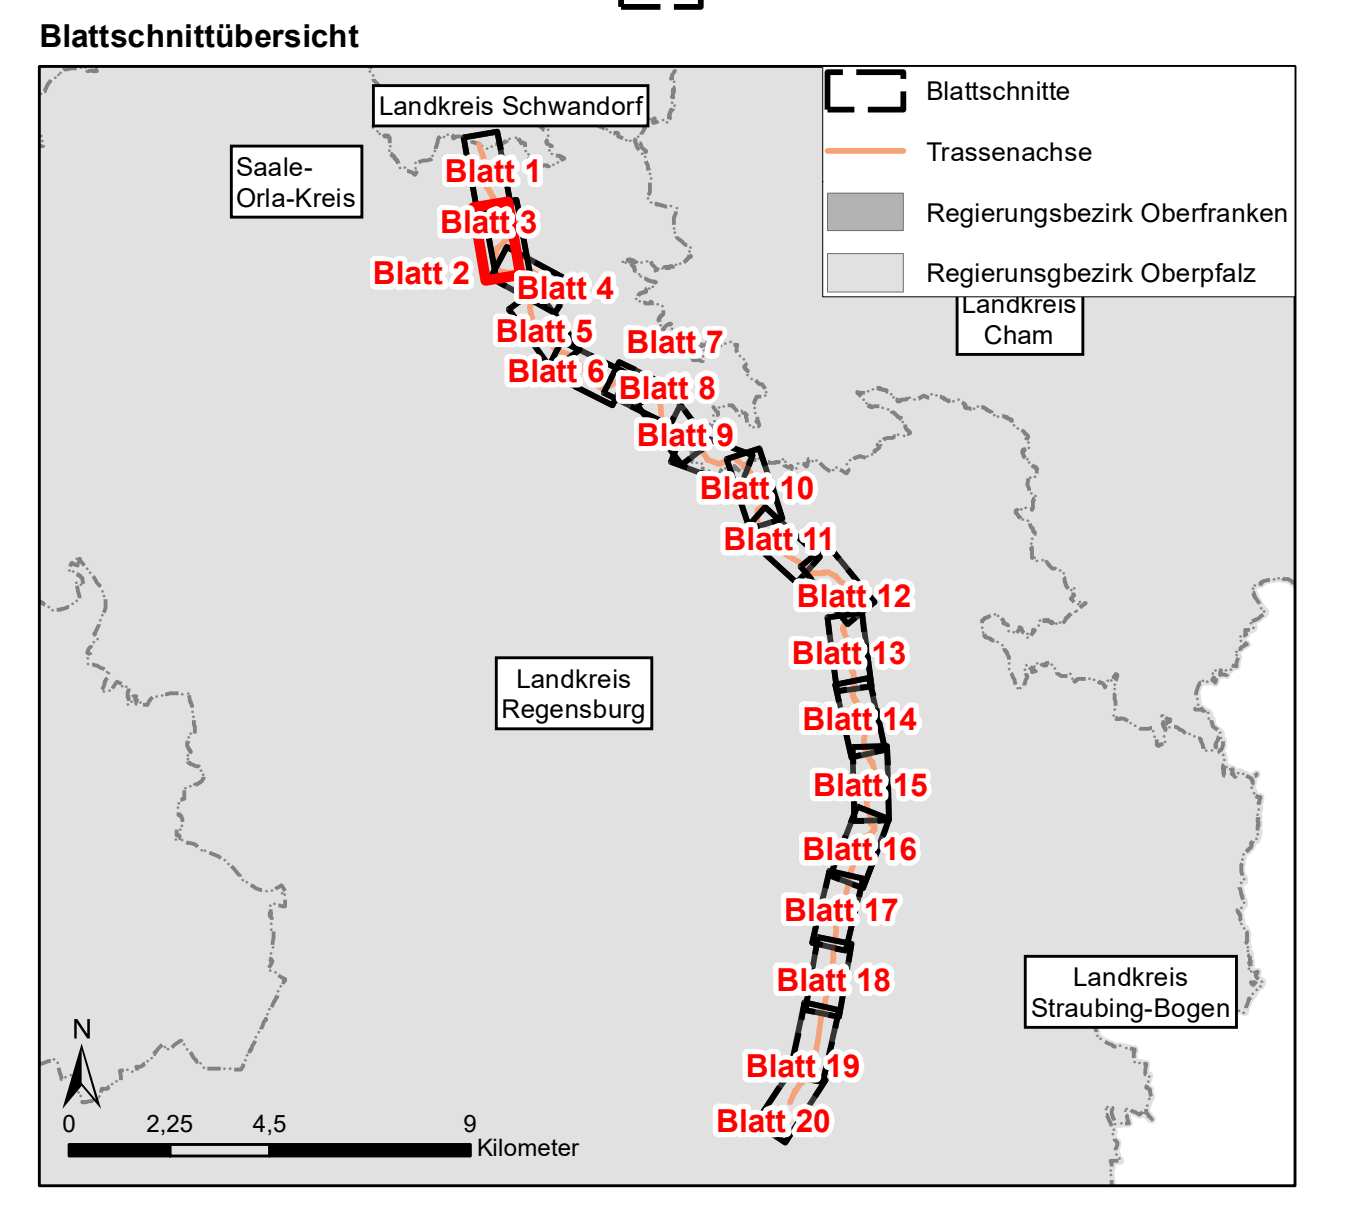 Blattschnittübersicht
Blattschnitte
Trassenachse
Regierungsbezirk Oberfranken
Regierunsgbezirk Oberpfalz
Landkreis Schwandorf
Saale-
Orla-Kreis
Landkreis
Cham
Blatt 1
Blatt 3
Blatt 2
Blatt 4
Blatt 5
Blatt 7
Blatt 6
Blatt 8
Blatt 9
Blatt 10
Blatt 11
Blatt 12
Blatt 13
Landkreis
Regensburg
Blatt 14
Blatt 15
Blatt 16
Blatt 17
Blatt 18
Landkreis
Straubing-Bogen
Blatt 19
Blatt 20
N
0 2,25 4,5 9
Kilometer